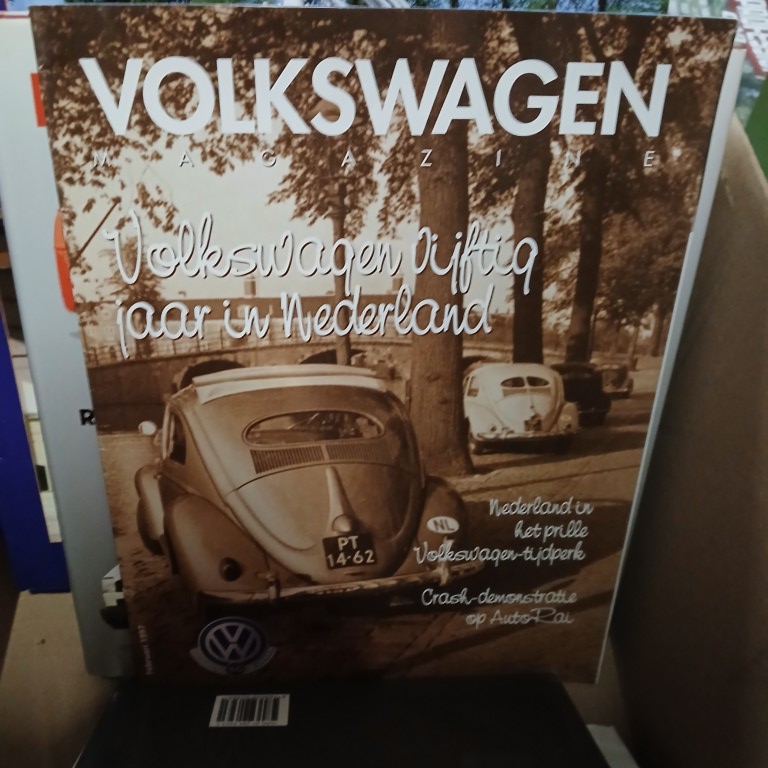 VOLKSWAGEN
MAGAZINE
Volkswagen vijftig
jaar in Nederland
NL
PT
14-62
Nederland in
het prille
Volkswagen-tijdperk
Crash-demonstratie
op AutoRai
VW